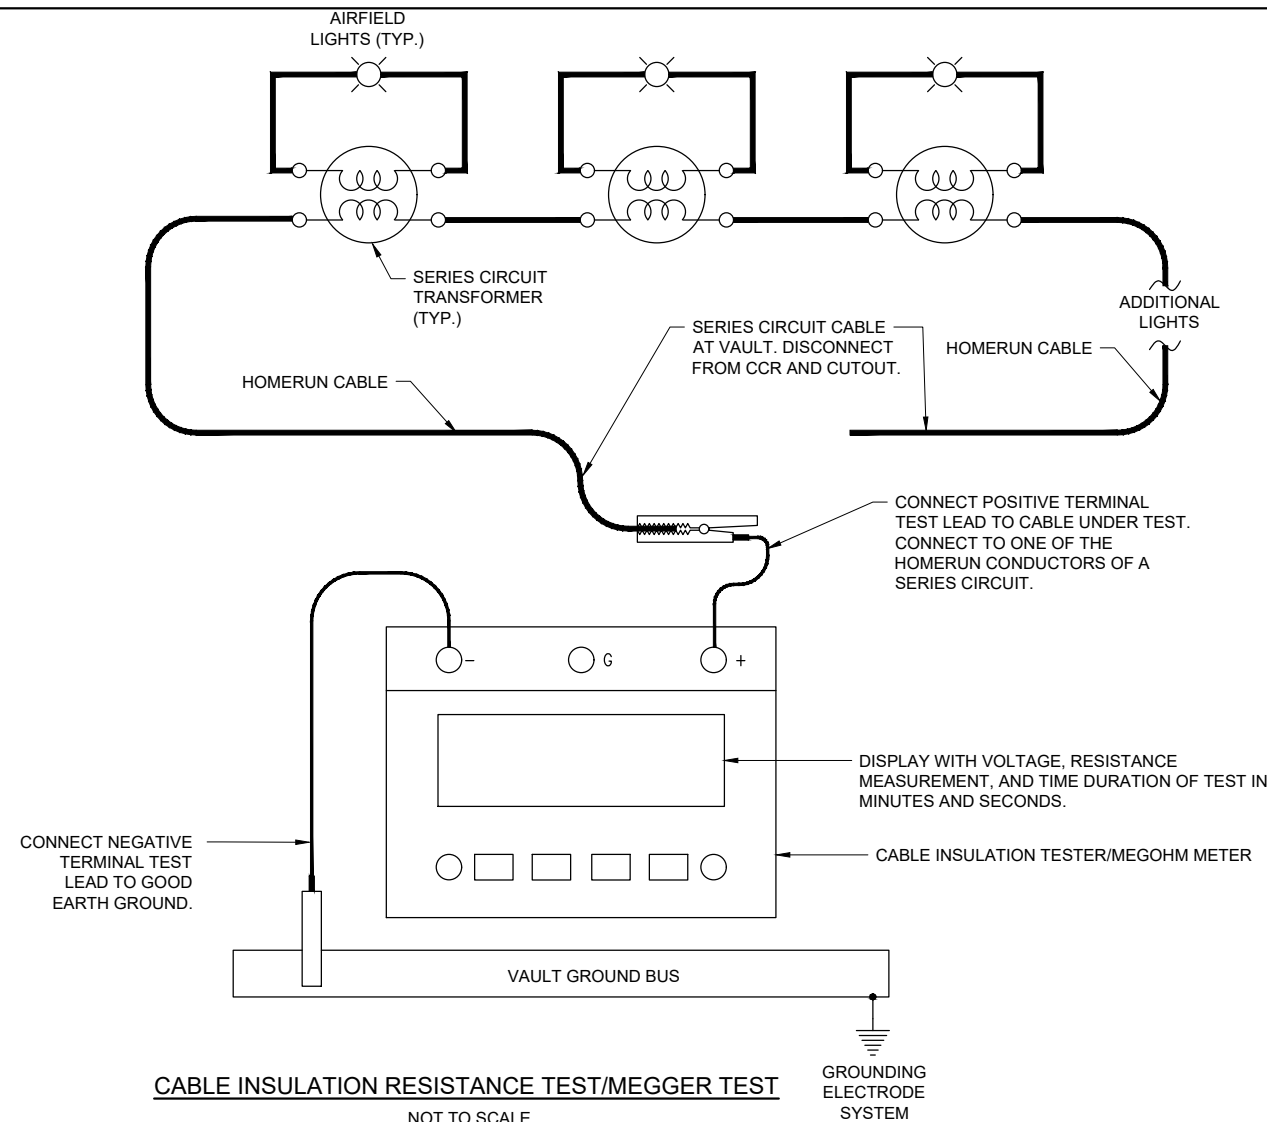 AIRFIELD
LIGHTS (TYP.)
SERIES CIRCUIT
TRANSFORMER
(TYP.)
ADDITIONAL
LIGHTS
SERIES CIRCUIT CABLE
AT VAULT. DISCONNECT
FROM CCR AND CUTOUT.
HOMERUN CABLE
HOMERUN CABLE
CONNECT POSITIVE TERMINAL
TEST LEAD TO CABLE UNDER TEST.
CONNECT TO ONE OF THE
HOMERUN CONDUCTORS OF A
SERIES CIRCUIT.
- G +
DISPLAY WITH VOLTAGE, RESISTANCE
MEASUREMENT, AND TIME DURATION OF TEST IN
MINUTES AND SECONDS.
CONNECT NEGATIVE
TERMINAL TEST
LEAD TO GOOD
EARTH GROUND.
CABLE INSULATION TESTER/MEGOHM METER
VAULT GROUND BUS
GROUNDING
ELECTRODE
SYSTEM
CABLE INSULATION RESISTANCE TEST/MEGGER TEST
NOT TO SCALE